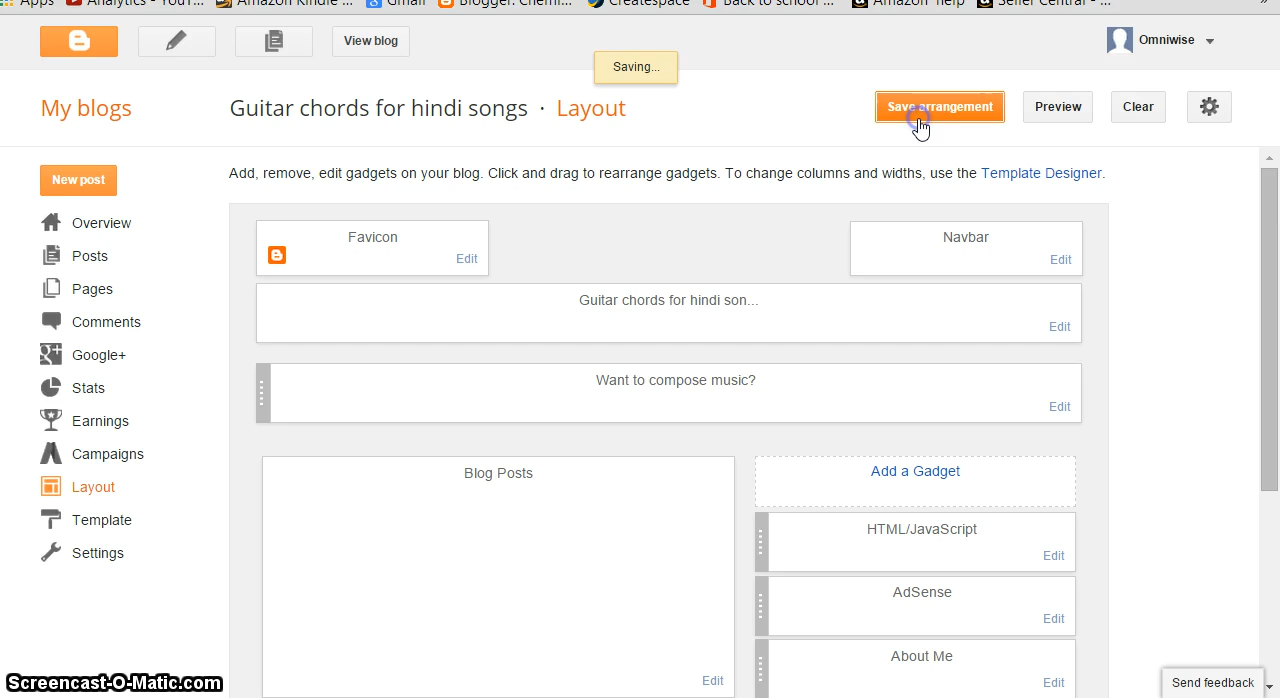 Apps Analytics - YouT... Amazon Kindle ... Gmail Blogger: Chemi... Createspace Back to school ... Amazon help Seller Central - ... »
View blog
Omniwise
Saving...
My blogs
Guitar chords for hindi songs · Layout
Save arrangement
Preview
Clear
New post
Add, remove, edit gadgets on your blog. Click and drag to rearrange gadgets. To change columns and widths, use the Template Designer.
Overview
Posts
Pages
Comments
Google+
Stats
Earnings
Campaigns
Layout
Template
Settings
Favicon
Edit
Navbar
Edit
Guitar chords for hindi son...
Edit
Want to compose music?
Edit
Blog Posts
Edit
Add a Gadget
HTML/JavaScript
Edit
AdSense
Edit
About Me
Edit
Send feedback
Screencast-O-Matic.com